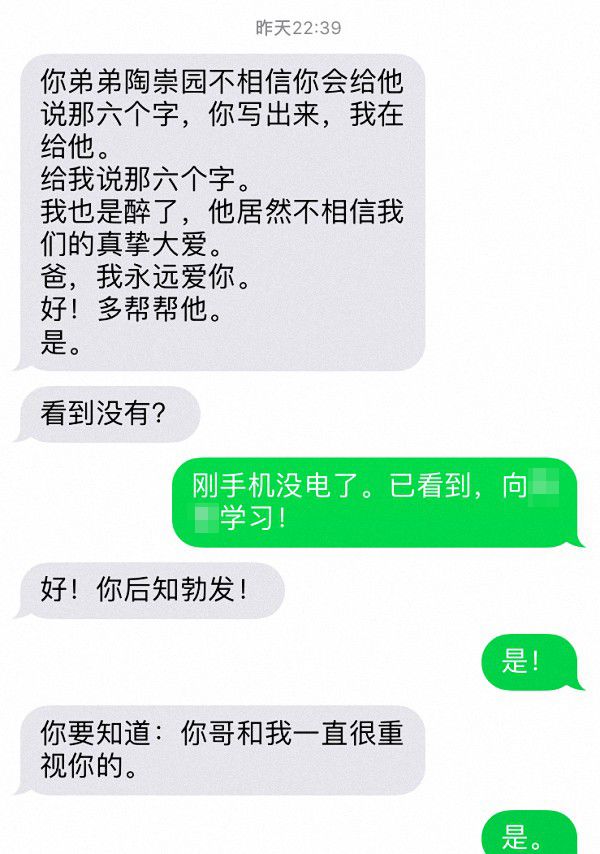 昨天22:39
你弟弟陶崇园不相信你会给他
说那六个字，你写出来，我在
给他。
给我说那六个字。
我也是醉了，他居然不相信我
们的真挚大爱。
爸，我永远爱你。
好！多帮帮他。
是。
看到没有？
刚手机没电了。已看到，向
学习！
好！你后知勃发！
是！
你要知道：你哥和我一直很重
视你的。
是。